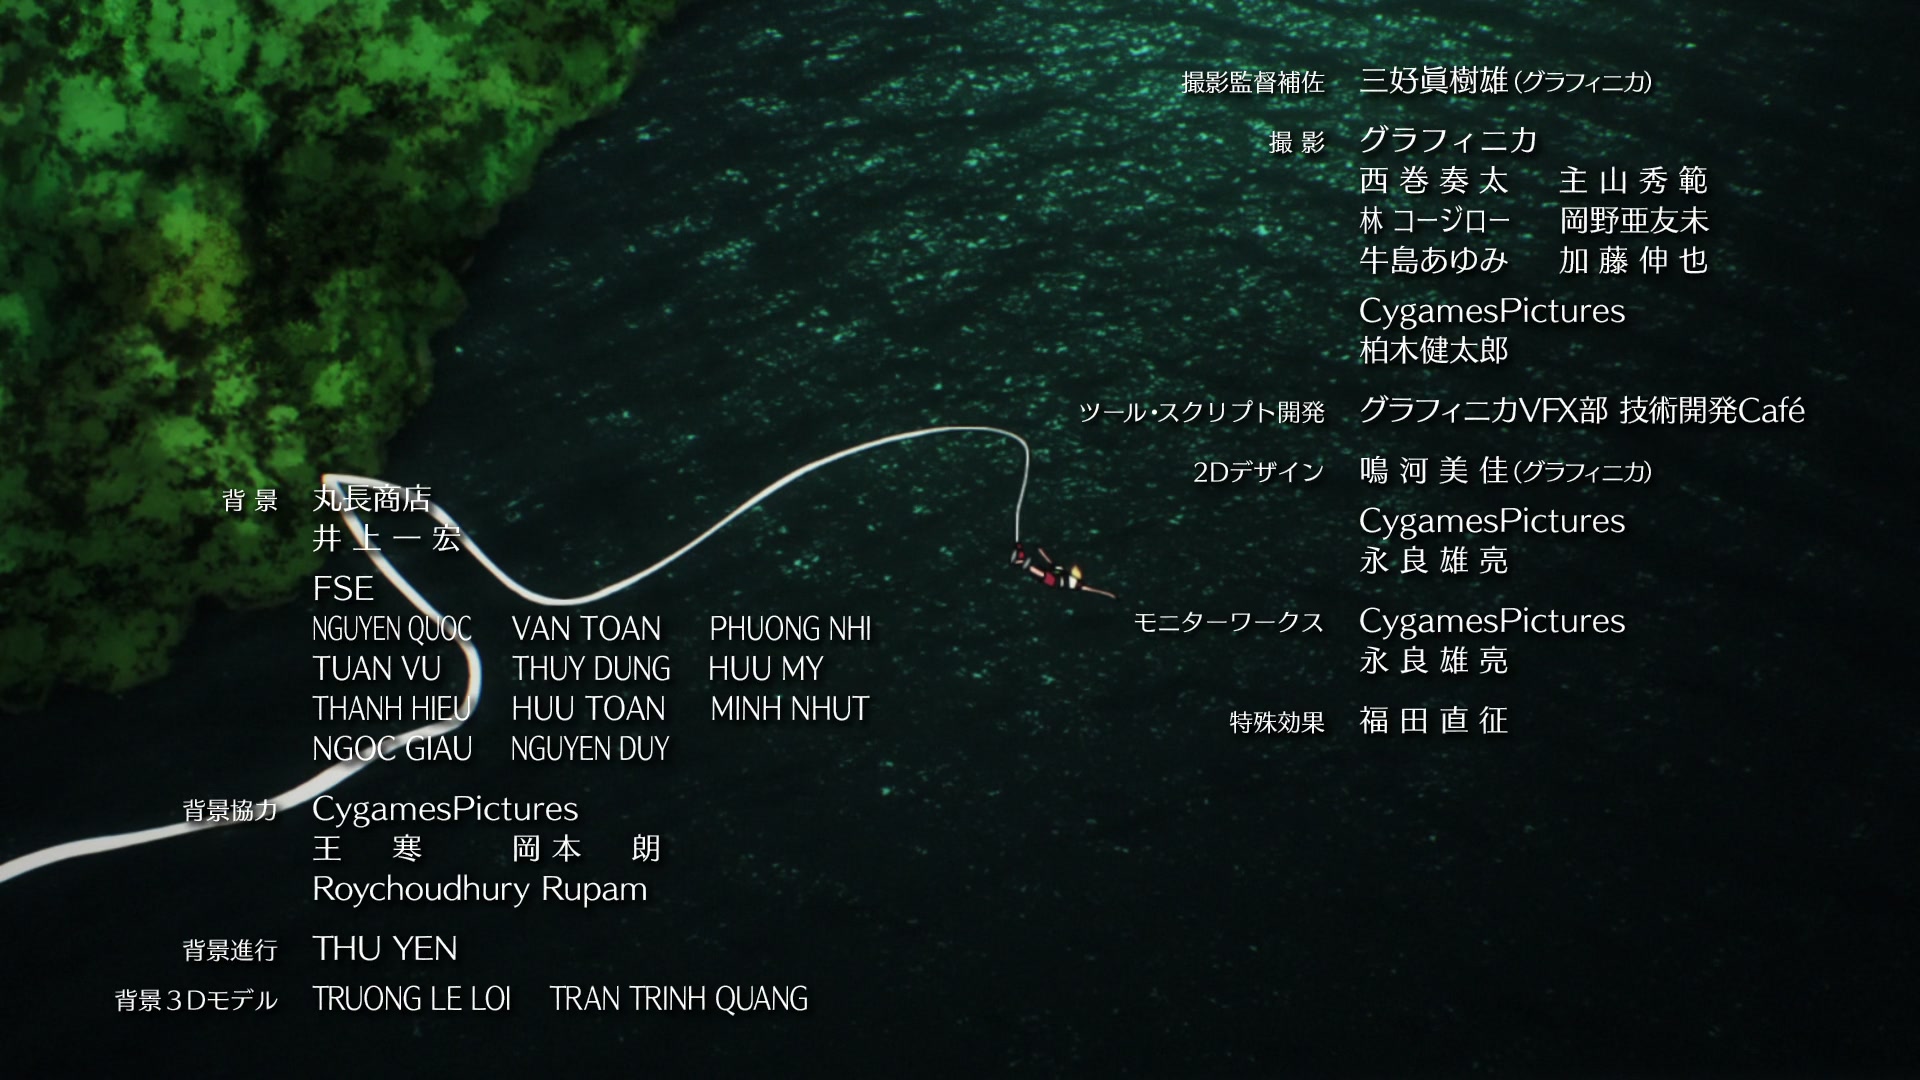 背景 丸長商店
井上一宏
FSE
NGUYEN QUOC VAN TOAN PHUONG NHI
TUAN VU THUY DUNG HUU MY
THANH HIEU HUU TOAN MINH NHUT
NGOC GIAU NGUYEN DUY
背景協力 CygamesPictures
王寒 岡本朗
Roychoudhury Rupam
背景進行 THU YEN
背景3Dモデル TRUONG LE LOI TRAN TRINH QUANG
撮影監督補佐 三好眞樹雄(グラフィニカ)
撮影 グラフィニカ
西巻奏太 主山秀範
林コージロー 岡野亜友未
牛島あゆみ 加藤伸也
CygamesPictures
柏木健太郎
ツール・スクリプト開発 グラフィニカVFX部 技術開発Café
2Dデザイン 鳴河美佳(グラフィニカ)
CygamesPictures
永良雄亮
モニターワークス CygamesPictures
永良雄亮
特殊効果 福田直征